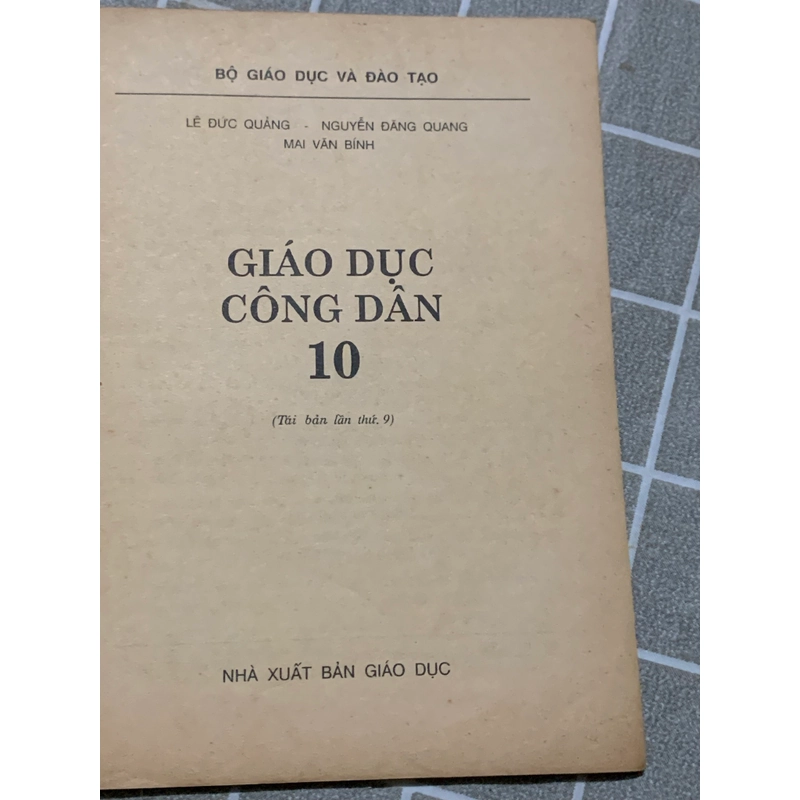 BỘ GIÁO DỤC VÀ ĐÀO TẠO
LÊ ĐỨC QUẢNG - NGUYỄN ĐĂNG QUANG
MAI VĂN BÍNH
GIÁO DỤC
CÔNG DÂN
10
(Tái bản lần thứ. 9)
NHÀ XUẤT BẢN GIÁO DỤC